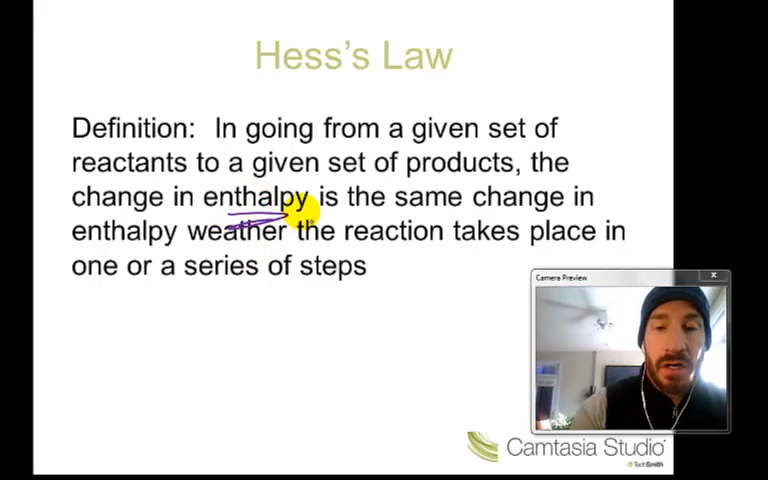 Hess's Law
Definition: In going from a given set of
reactants to a given set of products, the
change in enthalpy is the same change in
enthalpy weather the reaction takes place in
one or a series of steps
Camera Preview
X
Camtasia Studio
TechSmith